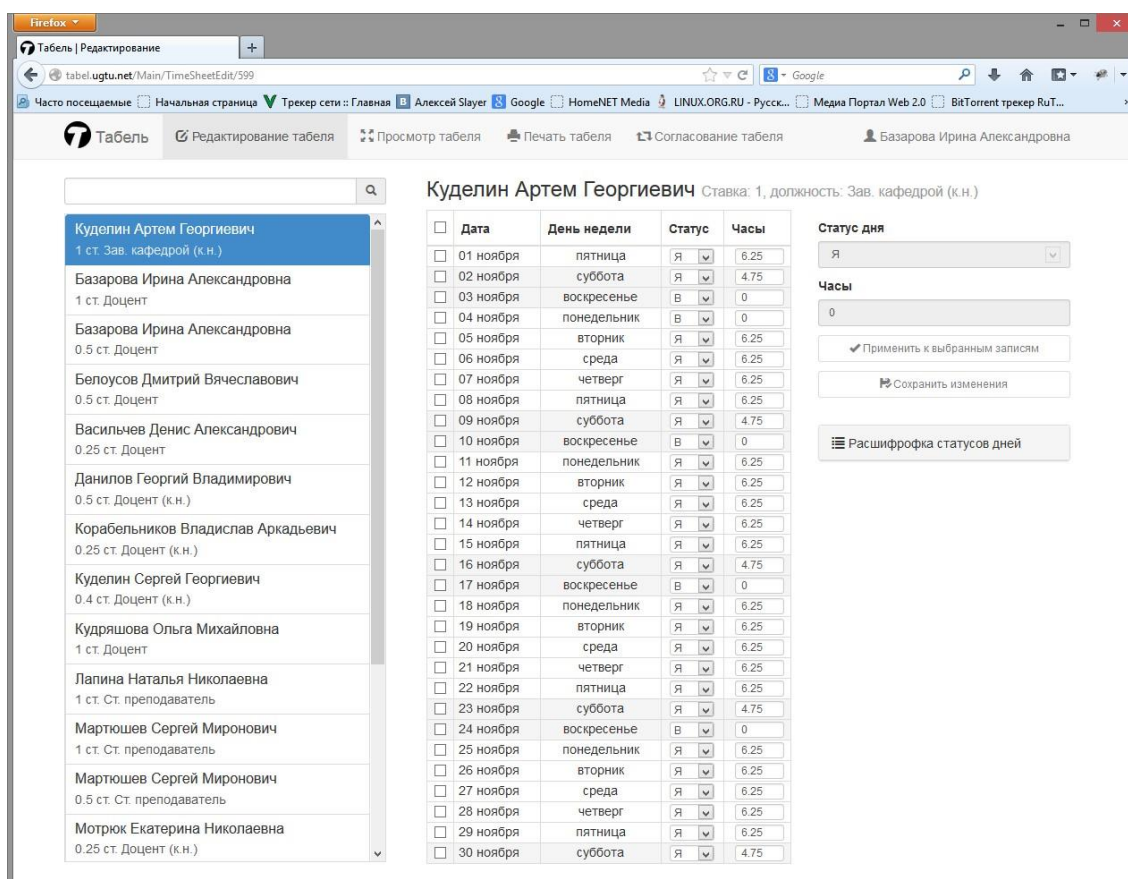 Firefox
Табель | Редактирование
+
tabel.ugtu.net/Main/TimeSheetEdit/599
Google
Часто посещаемые Начальная страница Трекер сети :: Главная Алексей Slayer Google HomeNET Media LINUX.ORG.RU - Русск... Медиа Портал Web 2.0 BitTorrent трекер RuT...
Табель Редактирование табеля Просмотр табеля Печать табеля Согласование табеля Базарова Ирина Александровна
Куделин Артем Георгиевич
1 ст. Зав. кафедрой (к.н.)
Базарова Ирина Александровна
1 ст. Доцент
Базарова Ирина Александровна
0.5 ст. Доцент
Белоусов Дмитрий Вячеславович
0.5 ст. Доцент
Васильчев Денис Александрович
0.25 ст. Доцент
Данилов Георгий Владимирович
0.5 ст. Доцент (к.н.)
Корабельников Владислав Аркадьевич
0.25 ст. Доцент (к.н.)
Куделин Сергей Георгиевич
0.4 ст. Доцент (к.н.)
Кудряшова Ольга Михайловна
1 ст. Доцент
Лапина Наталья Николаевна
1 ст. Ст. преподаватель
Мартюшев Сергей Миронович
1 ст. Ст. преподаватель
Мартюшев Сергей Миронович
0.5 ст. Ст. преподаватель
Мотрюк Екатерина Николаевна
0.25 ст. Доцент (к.н.)
Куделин Артем Георгиевич Ставка: 1, должность: Зав. кафедрой (к.н.)
Дата День недели Статус Часы
01 ноября пятница Я 6.25
02 ноября суббота Я 4.75
03 ноября воскресенье В 0
04 ноября понедельник В 0
05 ноября вторник Я 6.25
06 ноября среда Я 6.25
07 ноября четверг Я 6.25
08 ноября пятница Я 6.25
09 ноября суббота Я 4.75
10 ноября воскресенье В 0
11 ноября понедельник Я 6.25
12 ноября вторник Я 6.25
13 ноября среда Я 6.25
14 ноября четверг Я 6.25
15 ноября пятница Я 6.25
16 ноября суббота Я 4.75
17 ноября воскресенье В 0
18 ноября понедельник Я 6.25
19 ноября вторник Я 6.25
20 ноября среда Я 6.25
21 ноября четверг Я 6.25
22 ноября пятница Я 6.25
23 ноября суббота Я 4.75
24 ноября воскресенье В 0
25 ноября понедельник Я 6.25
26 ноября вторник Я 6.25
27 ноября среда Я 6.25
28 ноября четверг Я 6.25
29 ноября пятница Я 6.25
30 ноября суббота Я 4.75
Статус дня
Я
Часы
0
Применить к выбранным записям
Сохранить изменения
Расшифрофка статусов дней